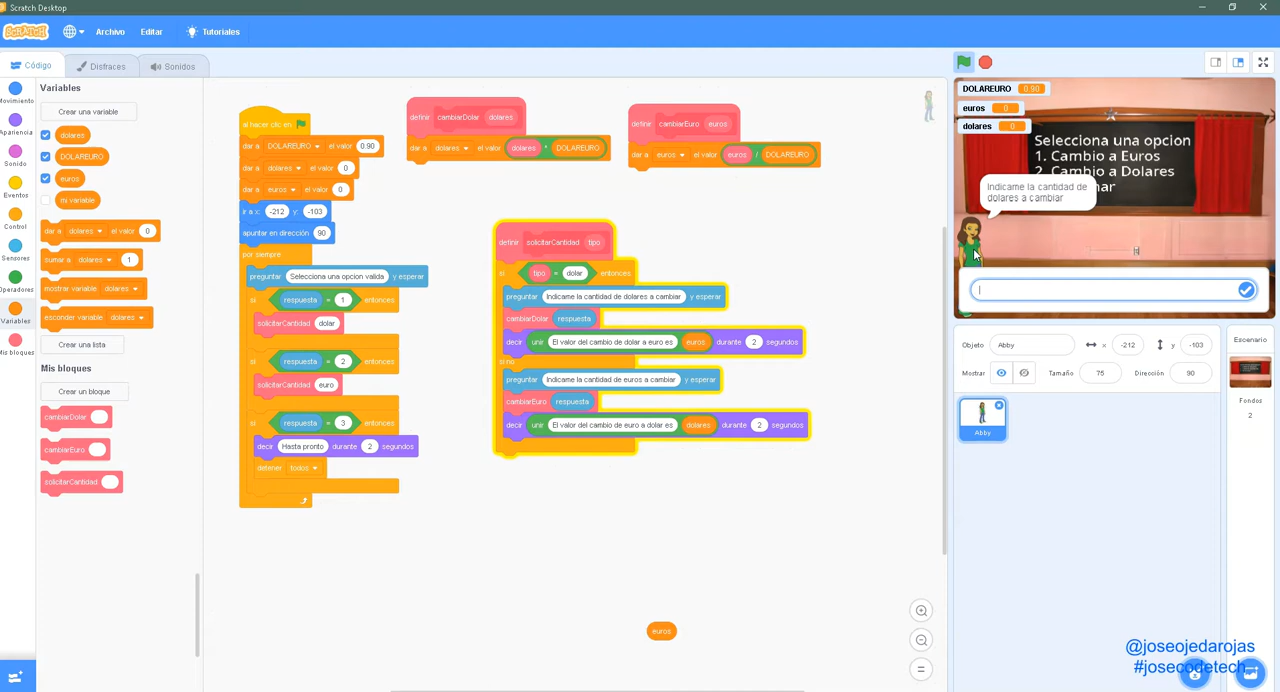 Scratch Desktop
SCRATCH
Archivo
Editar
Tutoriales
Código
Disfraces
Sonidos
Movimiento
Apariencia
Sonido
Eventos
Control
Sensores
Operadores
Variables
Mis bloques
Variables
Crear una variable
dolares
DOLAREURO
euros
mi variable
dar a dolares el valor 0
sumar a dolares 1
mostrar variable dolares
esconder variable dolares
Crear una lista
Mis bloques
Crear un bloque
cambiarDolar
cambiarEuro
solicitarCantidad
al hacer clic en
dar a DOLAREURO el valor 0.90
dar a dolares el valor 0
dar a euros el valor 0
ir a x: -212 y: -103
apuntar en dirección 90
por siempre
preguntar Selecciona una opcion valida y esperar
si respuesta = 1 entonces
solicitarCantidad dolar
si respuesta = 2 entonces
solicitarCantidad euro
si respuesta = 3 entonces
decir Hasta pronto durante 2 segundos
detener todos
definir cambiarDolar dolares
dar a dolares el valor dolares * DOLAREURO
definir cambiarEuro euros
dar a euros el valor euros / DOLAREURO
definir solicitarCantidad tipo
si tipo = dolar entonces
preguntar Indicame la cantidad de dolares a cambiar y esperar
cambiarDolar respuesta
decir unir El valor del cambio de dolar a euro es euros durante 2 segundos
si no
preguntar Indicame la cantidad de euros a cambiar y esperar
cambiarEuro respuesta
decir unir El valor del cambio de euro a dolar es dolares durante 2 segundos
euros
DOLAREURO 0.90
euros 0
dolares 0
Selecciona una opcion
1. Cambio a Euros
2. Cambio a Dolares
Indicame la cantidad de
dolares a cambiar
Objeto Abby x -212 y -103
Mostrar Tamaño 75 Dirección 90
Abby
Escenario
Fondos
2
@joseojedarojas
#josecodetech